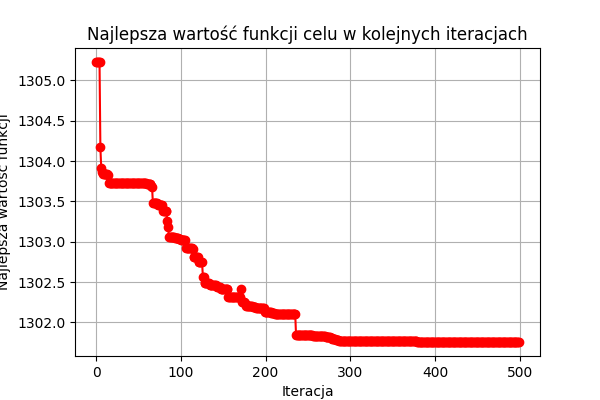 Najlepsza wartość funkcji celu w kolejnych iteracjach
Najlepsza wartość funkcji
1305.0
1304.5
1304.0
1303.5
1303.0
1302.5
1302.0
0 100 200 300 400 500
Iteracja